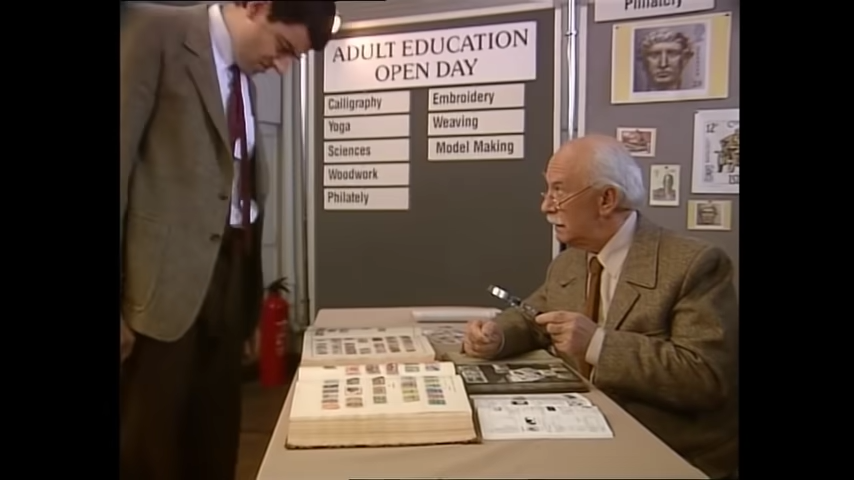 Philately
ADULT EDUCATION
OPEN DAY
Calligraphy
Yoga
Sciences
Woodwork
Philately
Embroidery
Weaving
Model Making